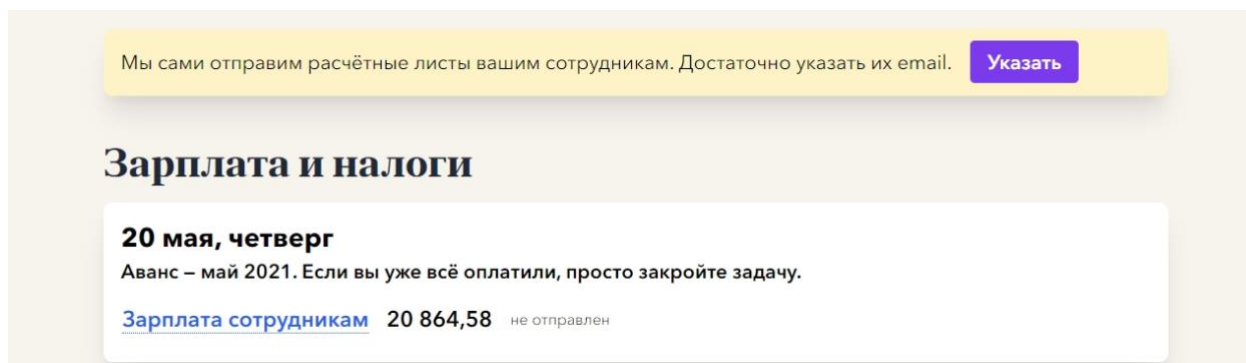 Мы сами отправим расчётные листы вашим сотрудникам. Достаточно указать их email. Указать
Зарплата и налоги
20 мая, четверг
Аванс – май 2021. Если вы уже всё оплатили, просто закройте задачу.
Зарплата сотрудникам 20 864,58 не отправлен